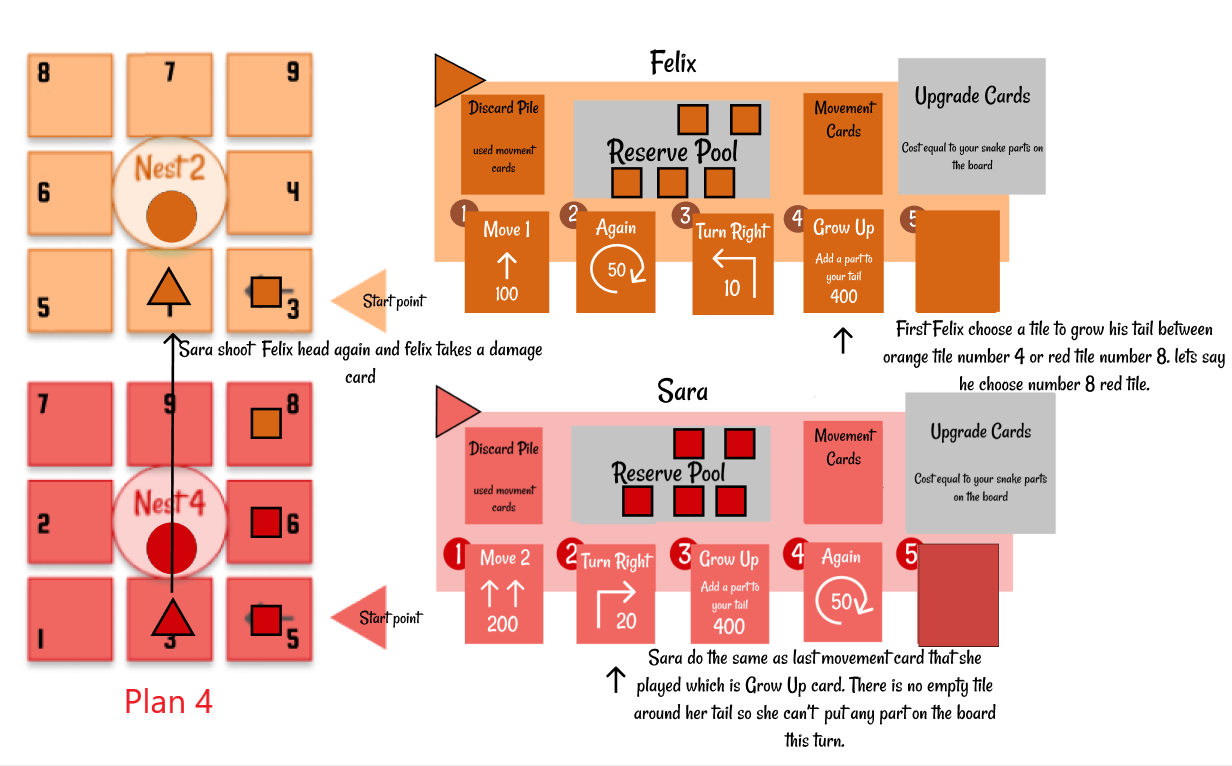 8 7 9
Nest 2
6 4
5 3
Start point
Felix
Discard Pile
used movment
cards
Reserve Pool
Movement
Cards
Upgrade Cards
Cost equal to your snake parts on
the board
1
Move 1
100
2
Again
50
3
Turn Right
10
4
Grow Up
Add a part to
your tail
400
5
First Felix choose a tile to grow his tail between
orange tile number 4 or red tile number 8. lets say
he choose number 8 red tile.
Sara shoot Felix head again and felix takes a damage
card
7 9 8
Nest 4
2 6
1 3 5
Start point
Plan 4
Sara
Discard Pile
used movment
cards
Reserve Pool
Movement
Cards
Upgrade Cards
Cost equal to your snake parts
on the board
1
Move 2
200
2
Turn Right
20
3
Grow Up
Add a part to
your tail
400
4
Again
50
5
Sara do the same as last movement card that she
played which is Grow Up card. There is no empty tile
around her tail so she can't put any part on the board
this turn.